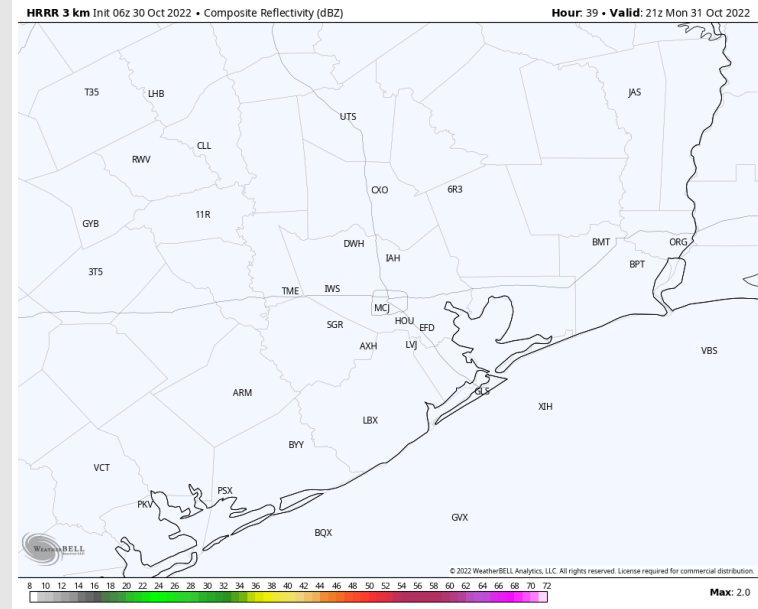 HRRR 3 km Init 06z 30 Oct 2022 • Composite Reflectivity (dBZ) Hour: 39 • Valid: 21z Mon 31 Oct 2022
T35 LHB JAS
UTS
CLL
RWV
CXO 6R3
11R
GYB
DWH BMT ORG
IAH BPT
3T5
TME IWS
MCJ
SGR HOU EFD
AXH LVJ VBS
ARM GLS
XIH
LBX
BYY
VCT
PSX
PKV
GVX
BQX
WEATHERBELL
© 2022 WeatherBELL Analytics, LLC. All rights reserved. License required for commercial distribution.
8 10 12 14 16 18 20 22 24 26 28 30 32 34 36 38 40 42 44 46 48 50 52 54 56 58 60 62 64 66 68 70 72 Max: 2.0